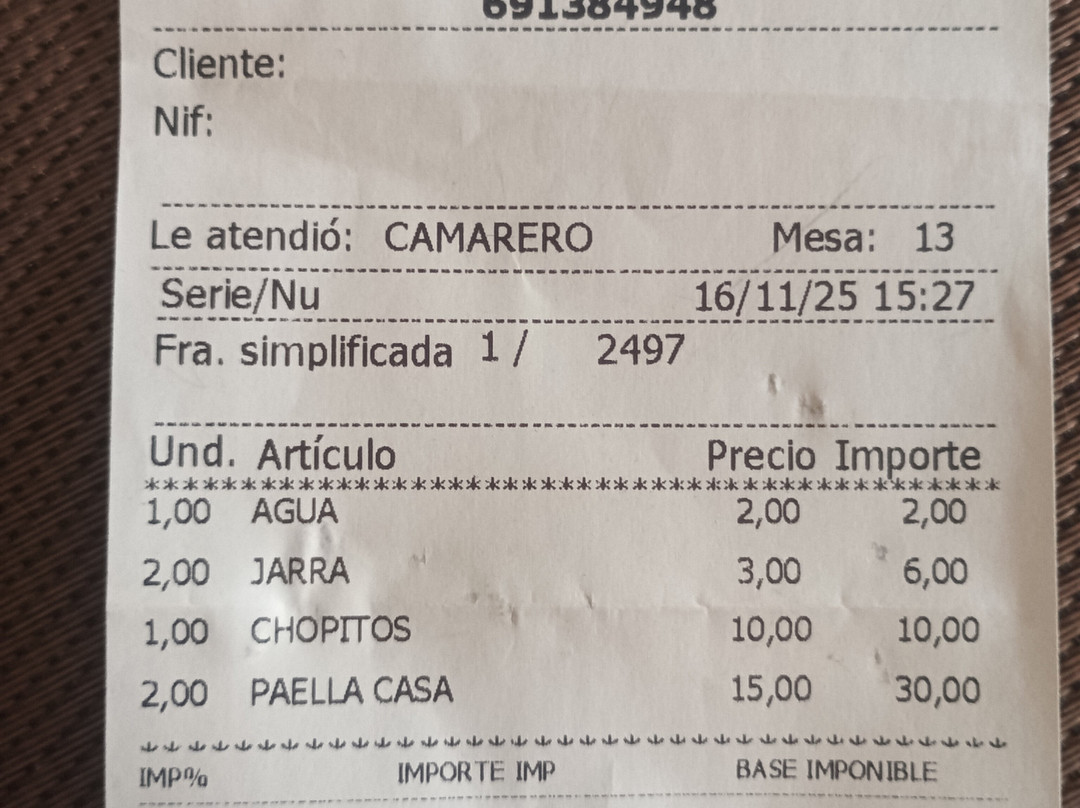 691384948
Cliente:
Nif:
Le atendió: CAMARERO Mesa: 13
Serie/Nu 16/11/25 15:27
Fra. simplificada 1 / 2497
Und. Artículo Precio Importe
1,00 AGUA 2,00 2,00
2,00 JARRA 3,00 6,00
1,00 CHOPITOS 10,00 10,00
2,00 PAELLA CASA 15,00 30,00
IMP% IMPORTE IMP BASE IMPONIBLE